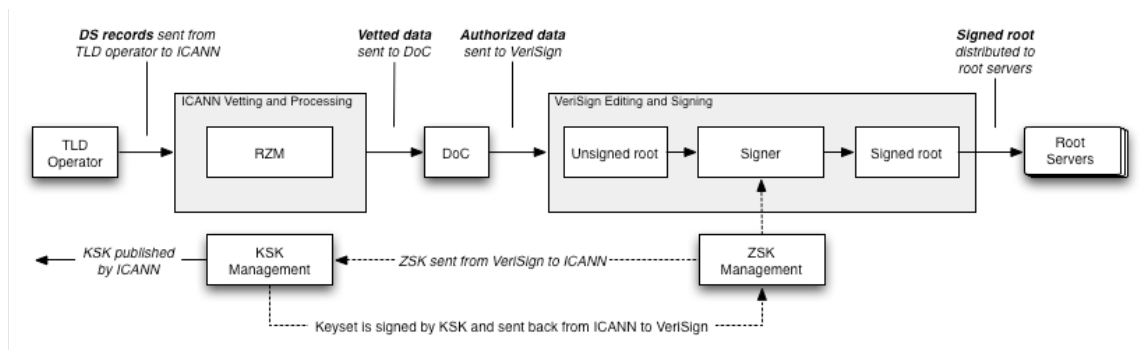 DS records sent from
TLD operator to ICANN
Vetted data
sent to DoC
Authorized data
sent to VeriSign
Signed root
distributed to
root servers
ICANN Vetting and Processing
VeriSign Editing and Signing
TLD
Operator
RZM
DoC
Unsigned root
Signer
Signed root
Root
Servers
KSK published
by ICANN
KSK
Management
ZSK sent from VeriSign to ICANN
ZSK
Management
Keyset is signed by KSK and sent back from ICANN to VeriSign